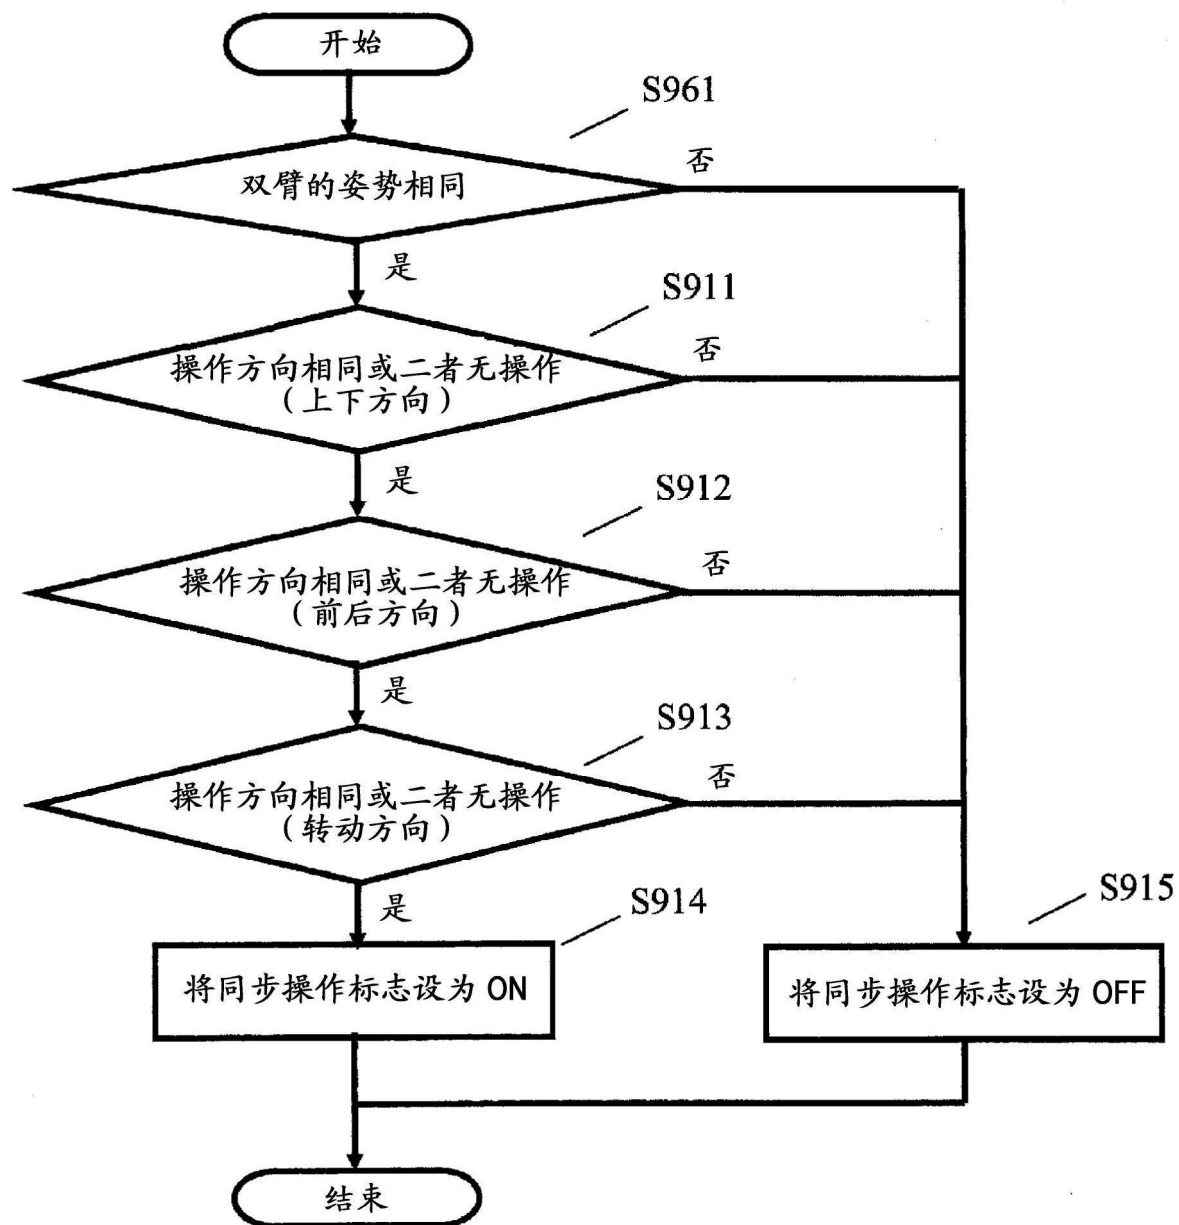 开始
S961
双臂的姿势相同
否
是
S911
操作方向相同或二者无操作
（上下方向）
否
是
S912
操作方向相同或二者无操作
（前后方向）
否
是
S913
操作方向相同或二者无操作
（转动方向）
否
是
S914
将同步操作标志设为 ON
S915
将同步操作标志设为 OFF
结束